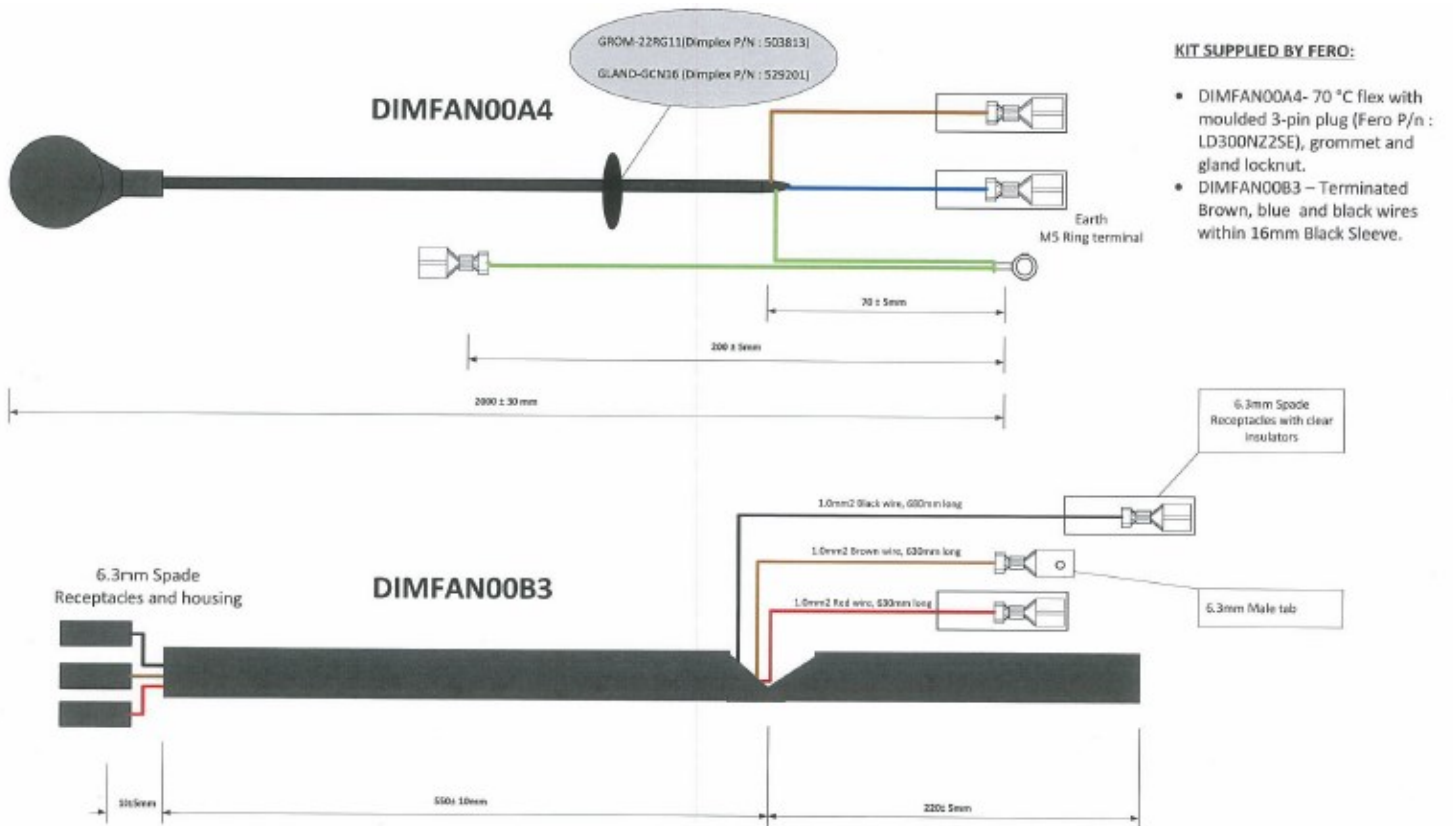 GROM-22RG11(Dimplex P/N : 503813)
GLAND-GCN16 (Dimplex P/N : 529201)
DIMFAN00A4
KIT SUPPLIED BY FERO:
• DIMFAN00A4- 70 °C flex with
moulded 3-pin plug (Fero P/n :
LD300NZ2SE), grommet and
gland locknut.
• DIMFAN00B3 – Terminated
Brown, blue and black wires
within 16mm Black Sleeve.
Earth
M5 Ring terminal
70 ± 5mm
200 ± 5mm
2000 ± 30 mm
6.3mm Spade
Receptacles with clear
insulators
1.0mm2 Black wire, 680mm long
1.0mm2 Brown wire, 630mm long
1.0mm2 Red wire, 630mm long
6.3mm Male tab
6.3mm Spade
Receptacles and housing
DIMFAN00B3
10±5mm
550± 10mm
220± 5mm